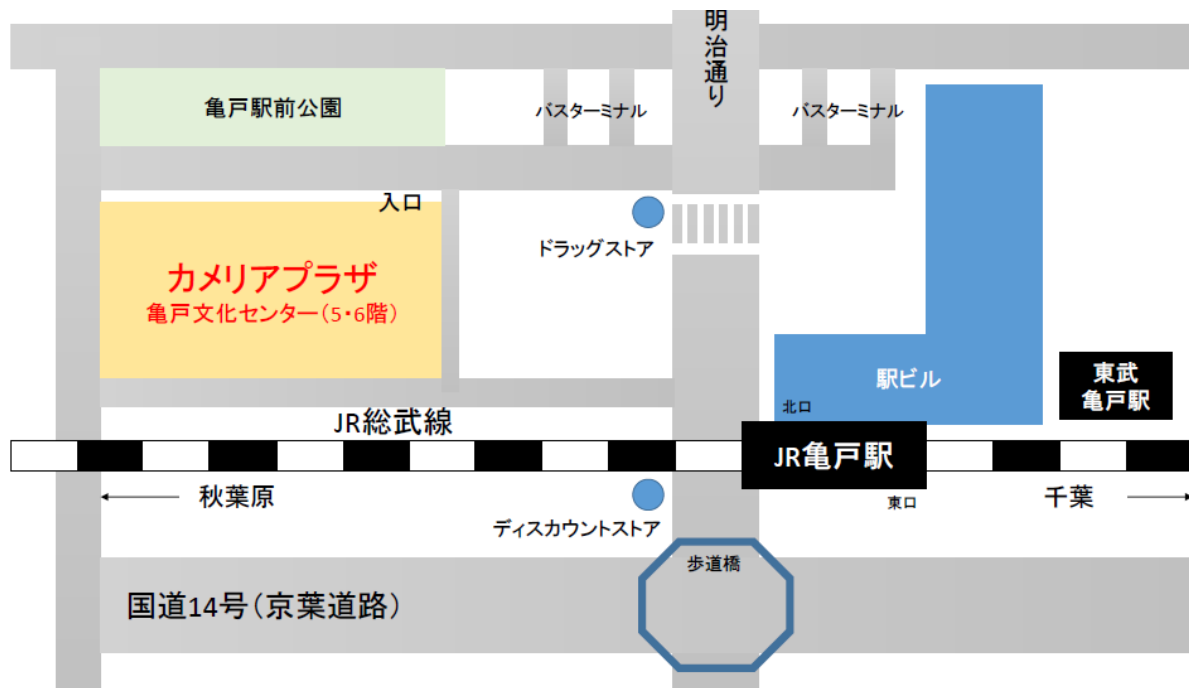 明治通り
亀戸駅前公園
バスターミナル
バスターミナル
入口
ドラッグストア
カメリアプラザ
亀戸文化センター（5・6階）
駅ビル
東武
亀戸駅
北口
JR総武線
JR亀戸駅
秋葉原
東口
千葉
ディスカウントストア
歩道橋
国道14号（京葉道路）